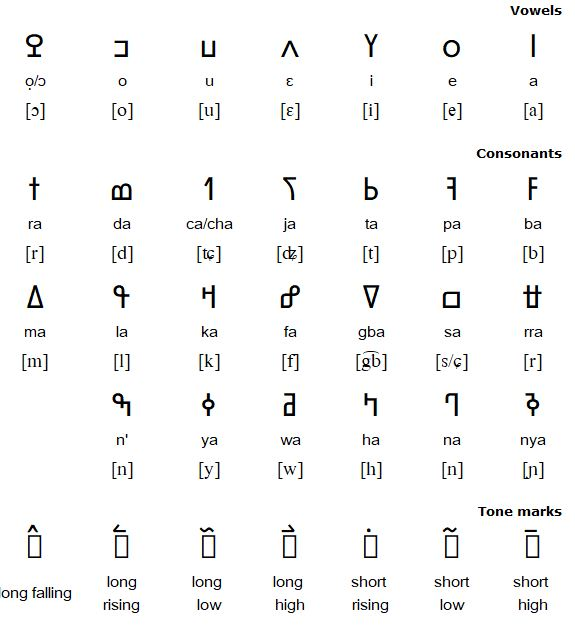 Vowels
ߊ ߋ ߌ ߍ ߎ ߏ ߐ
ọ/ɔ o u ɛ i e a
[ɔ] [o] [u] [ɛ] [i] [e] [a]
Consonants
ߓ ߔ ߕ ߖ ߗ ߘ ߙ
ra da ca/cha ja ta pa ba
[r] [d] [ʨ] [ʤ] [t] [p] [b]
ߚ ߛ ߜ ߝ ߞ ߟ ߡ
ma la ka fa gba sa rra
[m] [l] [k] [f] [g͡b] [s/ɕ] [r]
ߢ ߣ ߤ ߥ ߦ ߠ
n' ya wa ha na nya
[n] [y] [w] [h] [n] [ɲ]
Tone marks
◌߫ ◌߬ ◌߭ ◌߯ ◌߰ ◌߱ ◌߮
ong falling long rising long low long high short rising short low short high